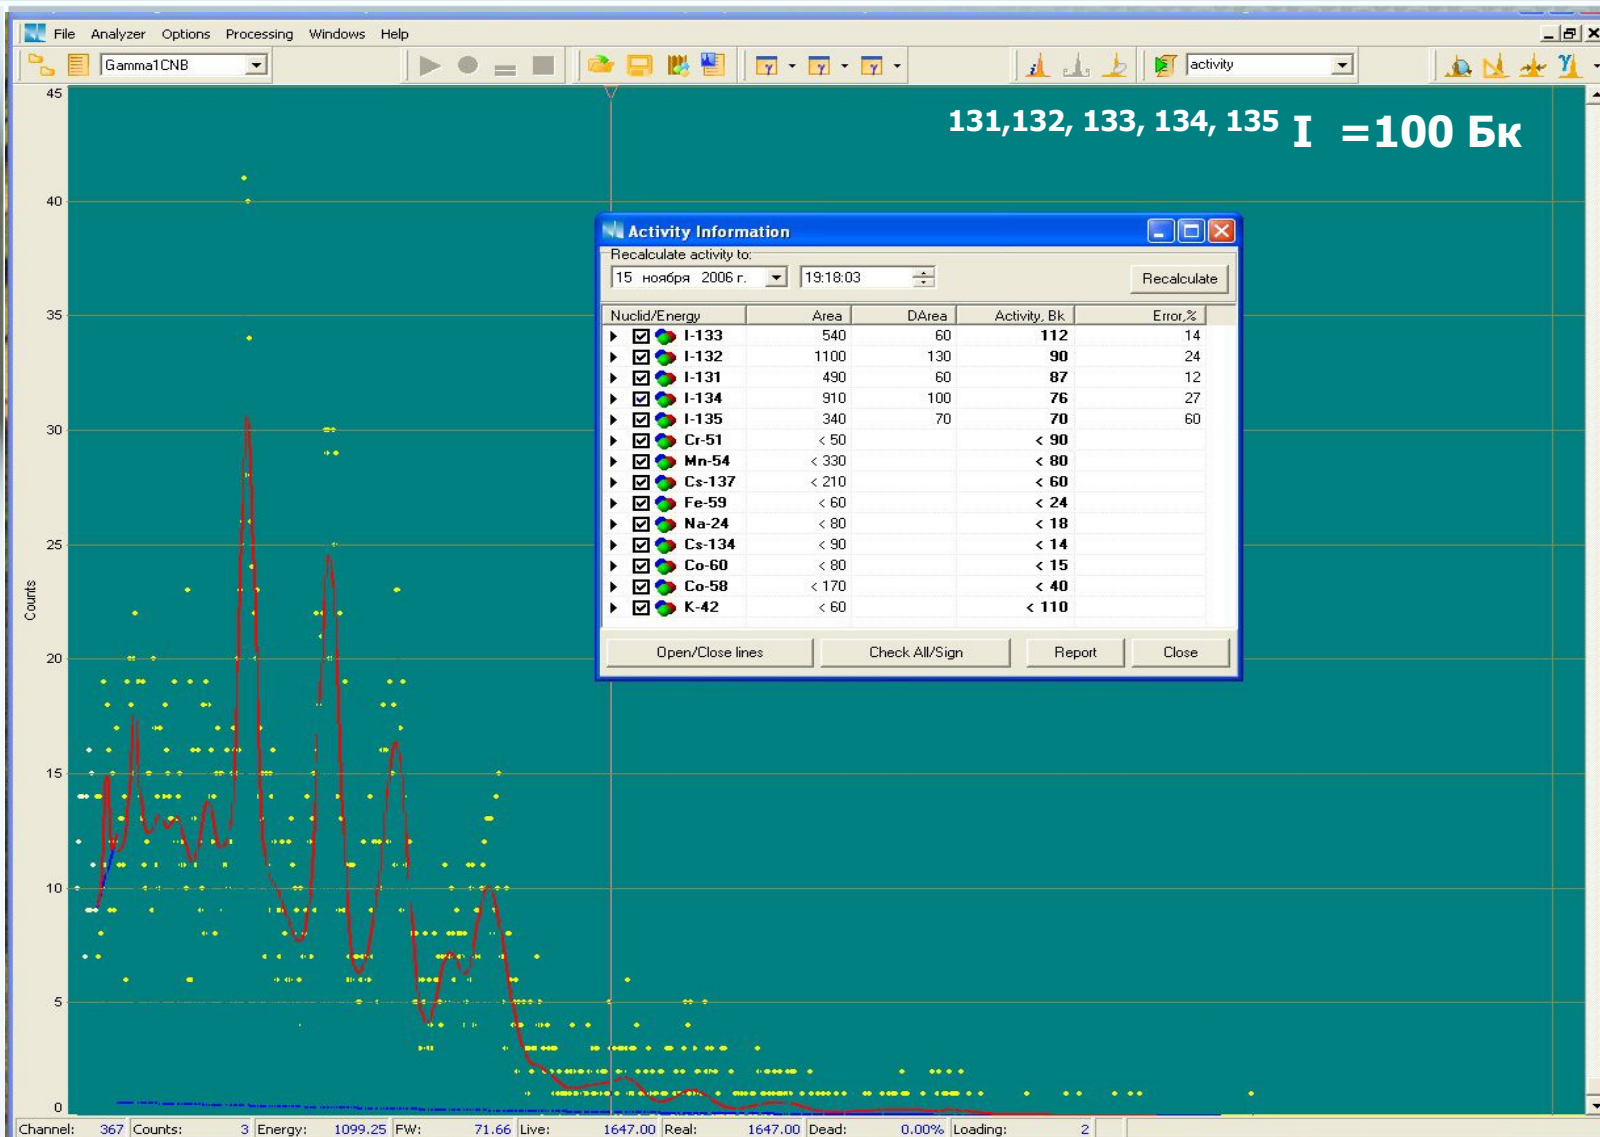 File Analyzer Options Processing Windows Help
Gamma1CNB activity
131,132, 133, 134, 135 I =100 Бк
45
40
35
30
25
20
15
10
5
0
Counts
Activity Information
Recalculate activity to:
15 ноября 2006 г. 19:18:03 Recalculate
Nuclid/Energy Area DArea Activity, Bk Error,%
I-133 540 60 112 14
I-132 1100 130 90 24
I-131 490 60 87 12
I-134 910 100 76 27
I-135 340 70 70 60
Cr-51 < 50 < 90
Mn-54 < 330 < 80
Cs-137 < 210 < 60
Fe-59 < 60 < 24
Na-24 < 80 < 18
Cs-134 < 90 < 14
Co-60 < 80 < 15
Co-58 < 170 < 40
K-42 < 60 < 110
Open/Close lines Check All/Sign Report Close
Channel: 367 Counts: 3 Energy: 1099.25 FW: 71.66 Live: 1647.00 Real: 1647.00 Dead: 0.00% Loading: 2